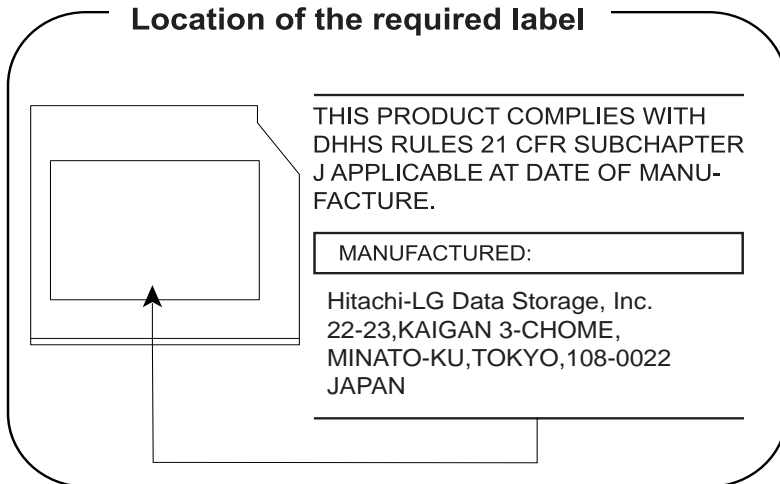 Location of the required label
THIS PRODUCT COMPLIES WITH
DHHS RULES 21 CFR SUBCHAPTER
J APPLICABLE AT DATE OF MANU-
FACTURE.
MANUFACTURED:
Hitachi-LG Data Storage, Inc.
22-23,KAIGAN 3-CHOME,
MINATO-KU,TOKYO,108-0022
JAPAN